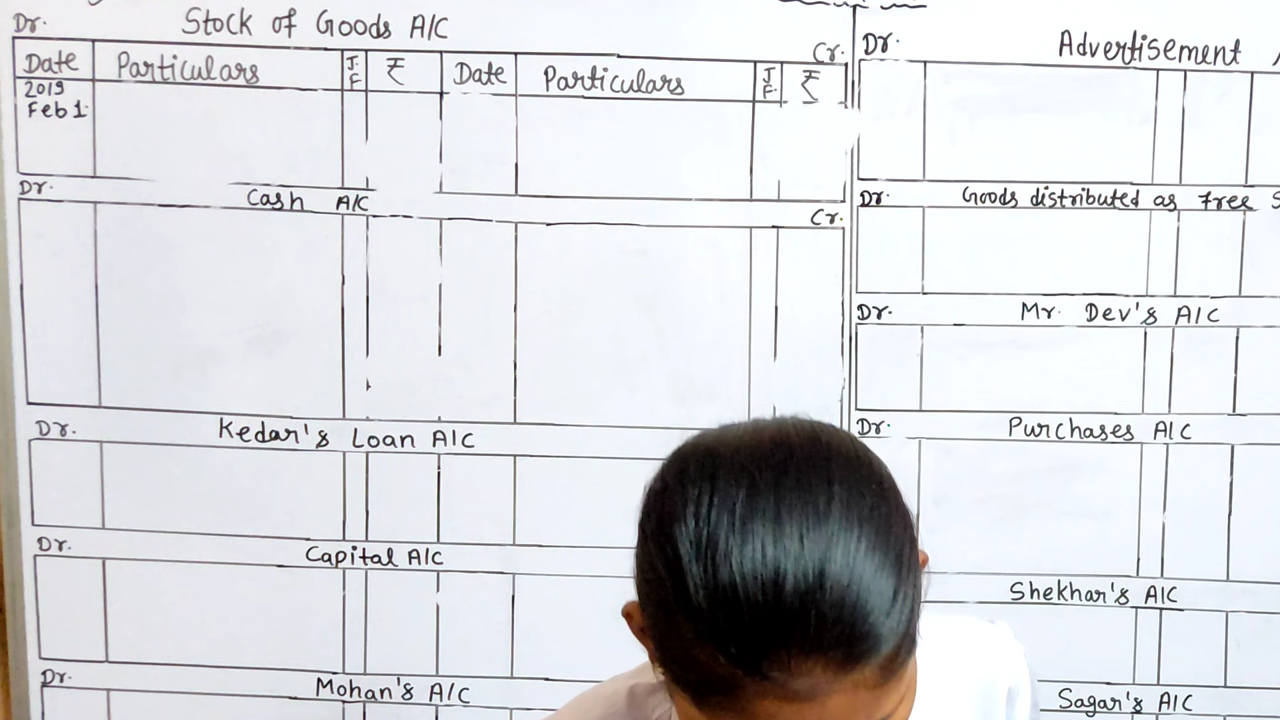 Dr. Stock of Goods A/C Cr.
Date Particulars J.F ₹ Date Particulars J.F. ₹
2019
Feb 1
Dr. Cash A/C Cr.
Dr. Kedar's Loan A/C
Dr. Capital A/C
Dr. Mohan's A/C
Dr. Advertisement
Dr. Goods distributed as free
Dr. Mr. Dev's A/C
Dr. Purchases A/C
Shekhar's A/C
Sagar's A/C